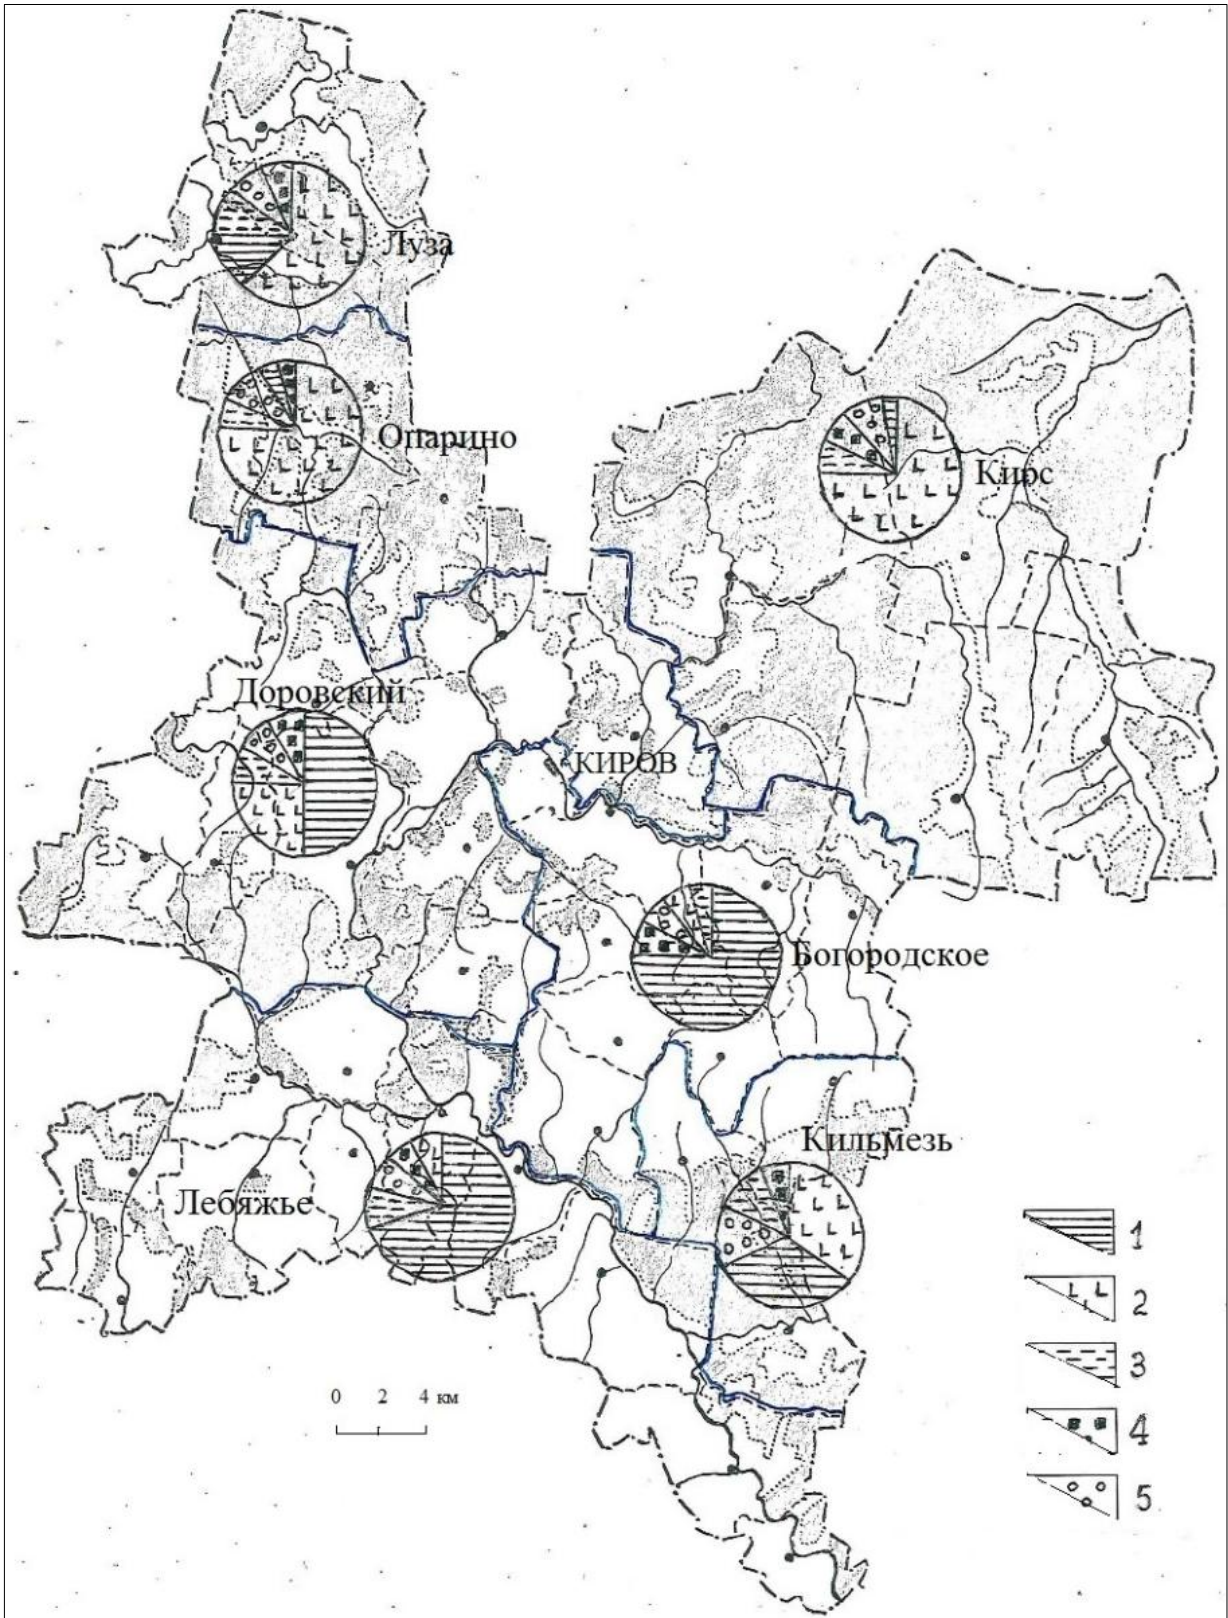 Луза
Опарино
Кирс
Доровский
КИРОВ
Богородское
Кильмезь
Лебяжье
1
2
3
4
5
0 2 4 км